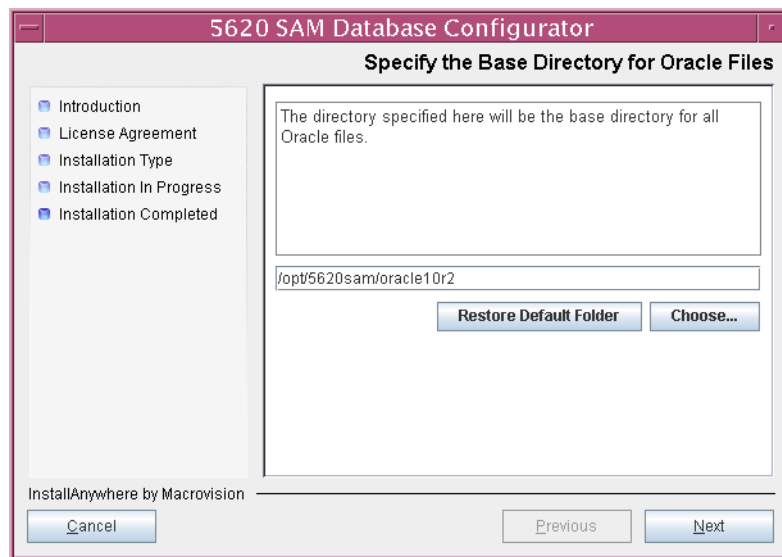 5620 SAM Database Configurator
Specify the Base Directory for Oracle Files
Introduction
License Agreement
Installation Type
Installation In Progress
Installation Completed
The directory specified here will be the base directory for all
Oracle files.
/opt/5620sam/oracle10r2
Restore Default Folder
Choose...
InstallAnywhere by Macrovision
Cancel
Previous
Next